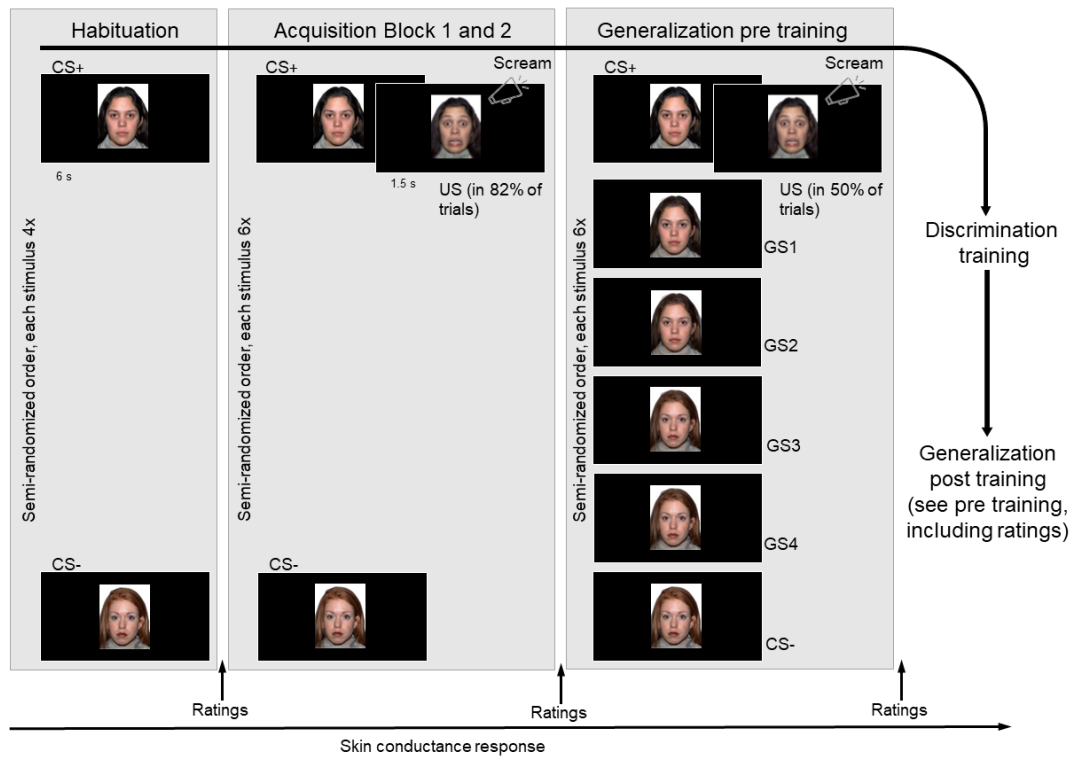 Habituation
CS+
6 s
Semi-randomized order, each stimulus 4x
CS-
Acquisition Block 1 and 2
CS+
Scream
1.5 s
US (in 82% of
trials)
Semi-randomized order, each stimulus 6x
CS-
Generalization pre training
CS+
Scream
US (in 50% of
trials)
Semi-randomized order, each stimulus 6x
GS1
GS2
GS3
GS4
CS-
Discrimination
training
Generalization
post training
(see pre training,
including ratings)
Ratings
Ratings
Ratings
Skin conductance response